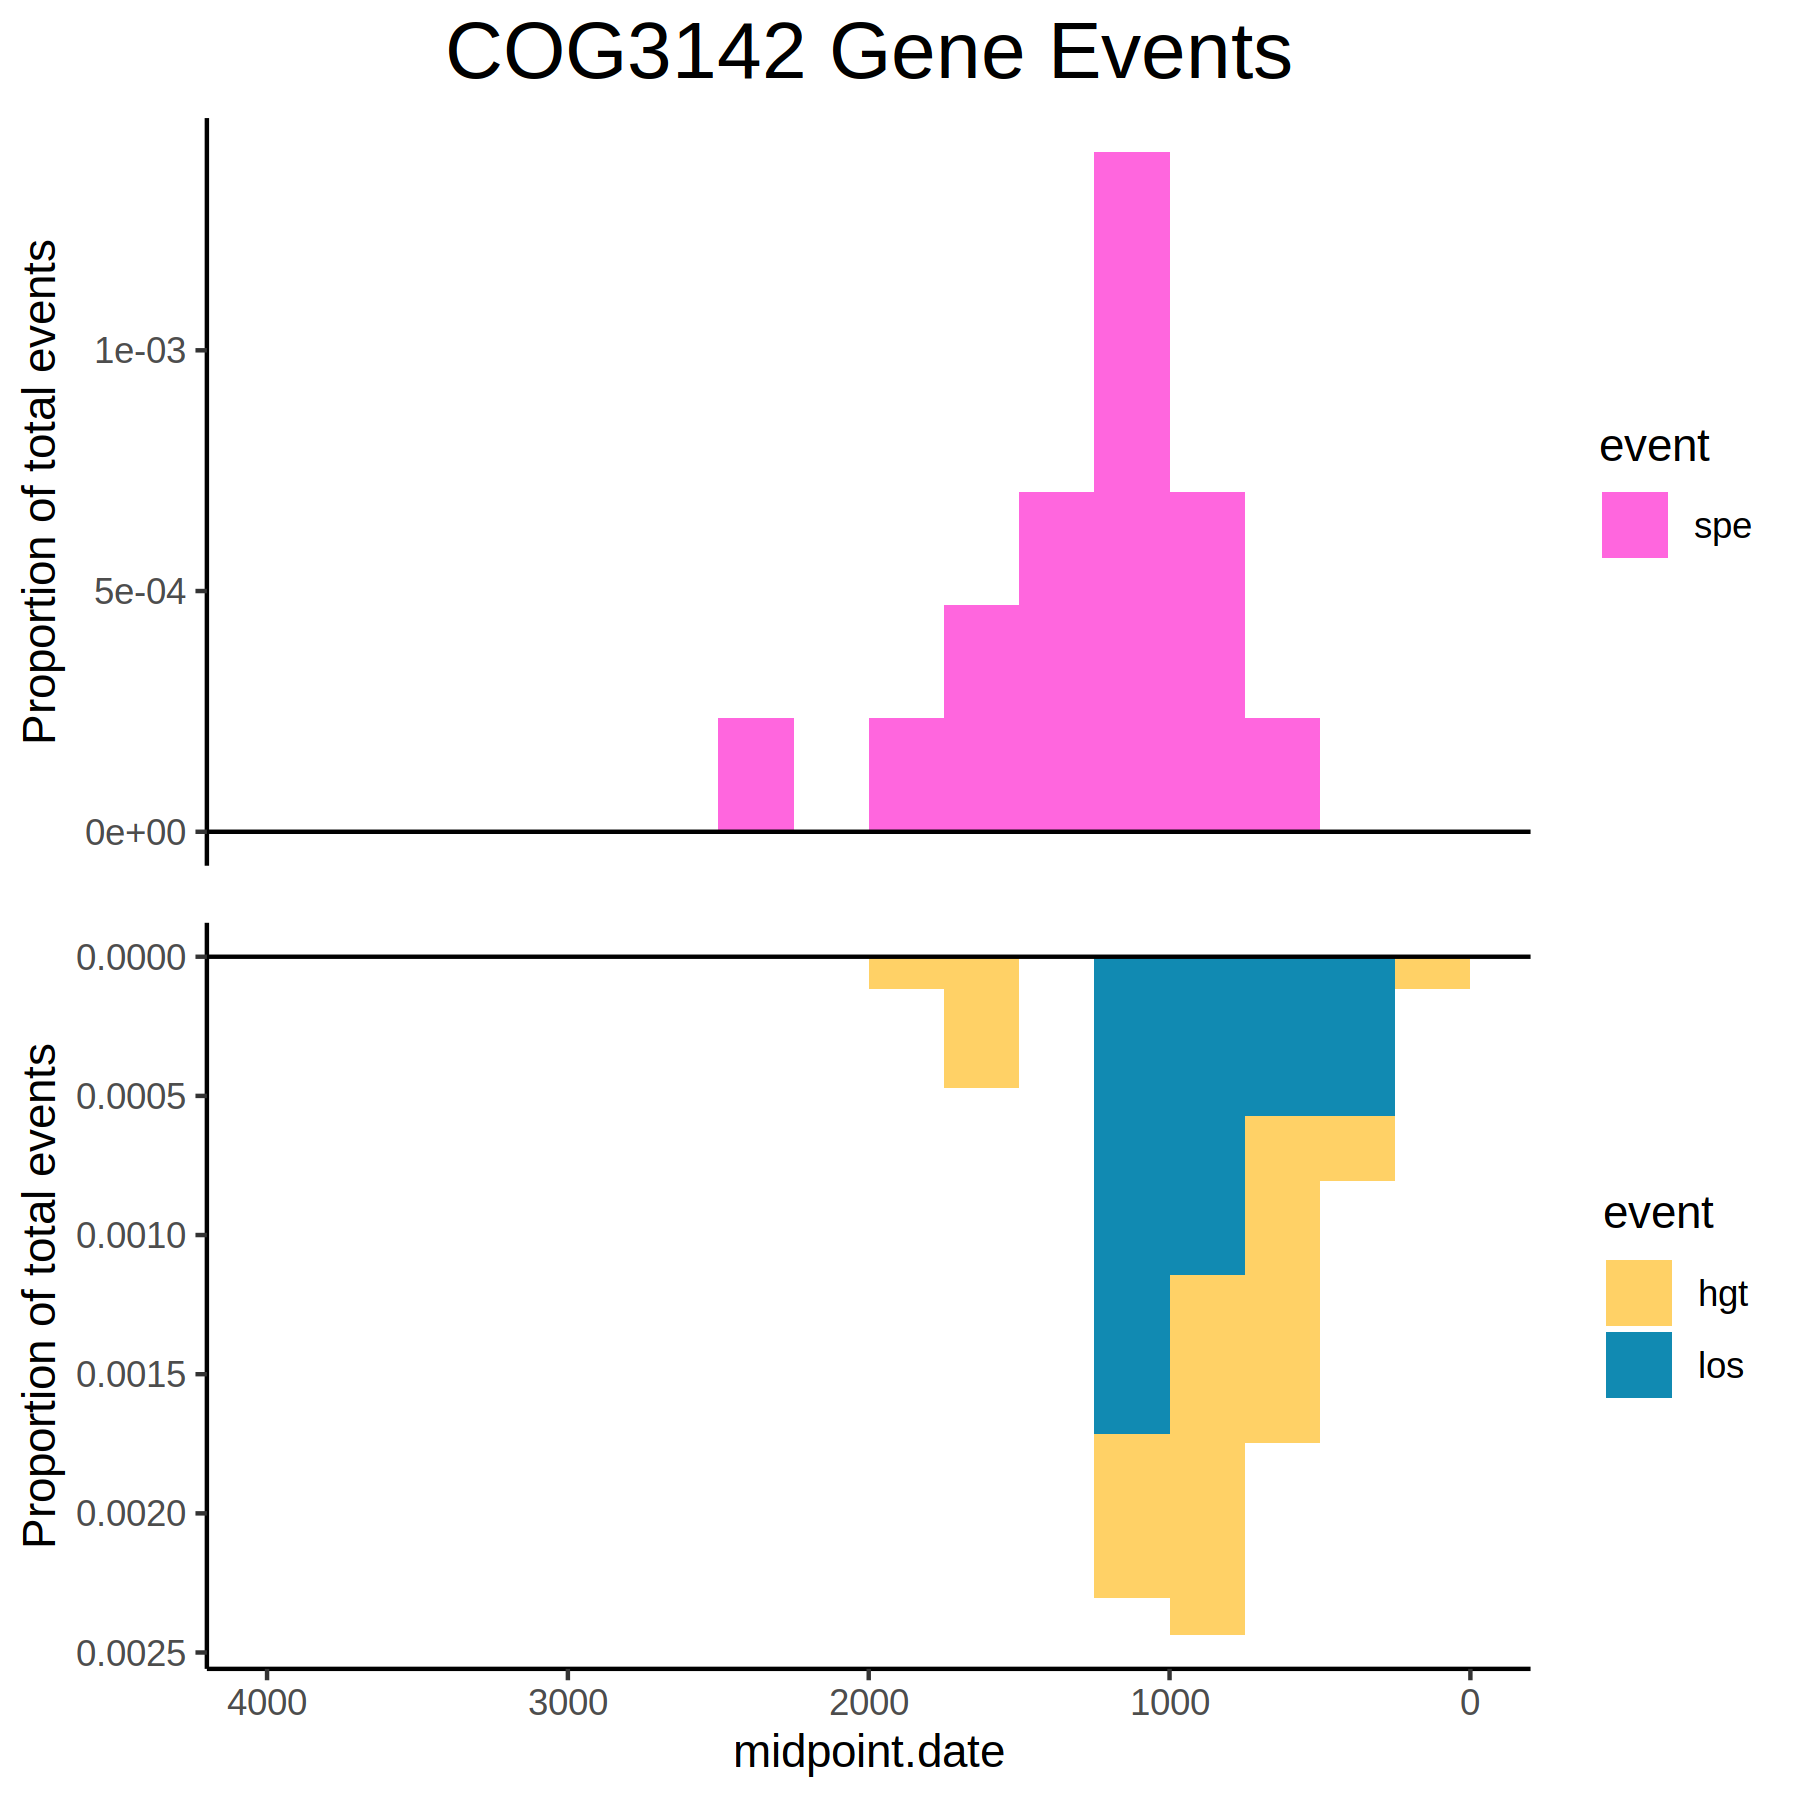 COG3142 Gene Events
Proportion of total events
1e-03
5e-04
0e+00
event
spe
Proportion of total events
0.0000
0.0005
0.0010
0.0015
0.0020
0.0025
event
hgt
los
4000 3000 2000 1000 0
midpoint.date